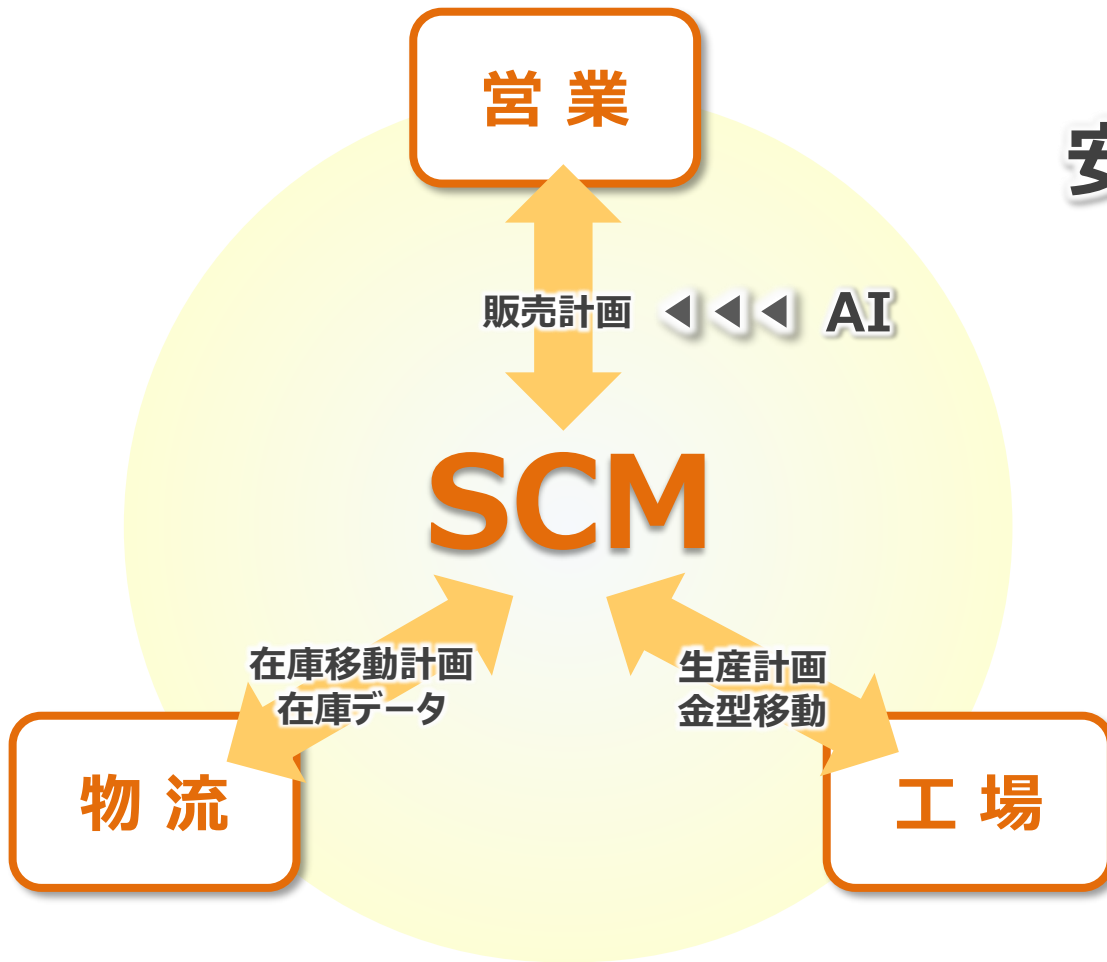 営業
安
販売計画 ◀◀◀ AI
SCM
在庫移動計画
在庫データ
生産計画
金型移動
物流
工場